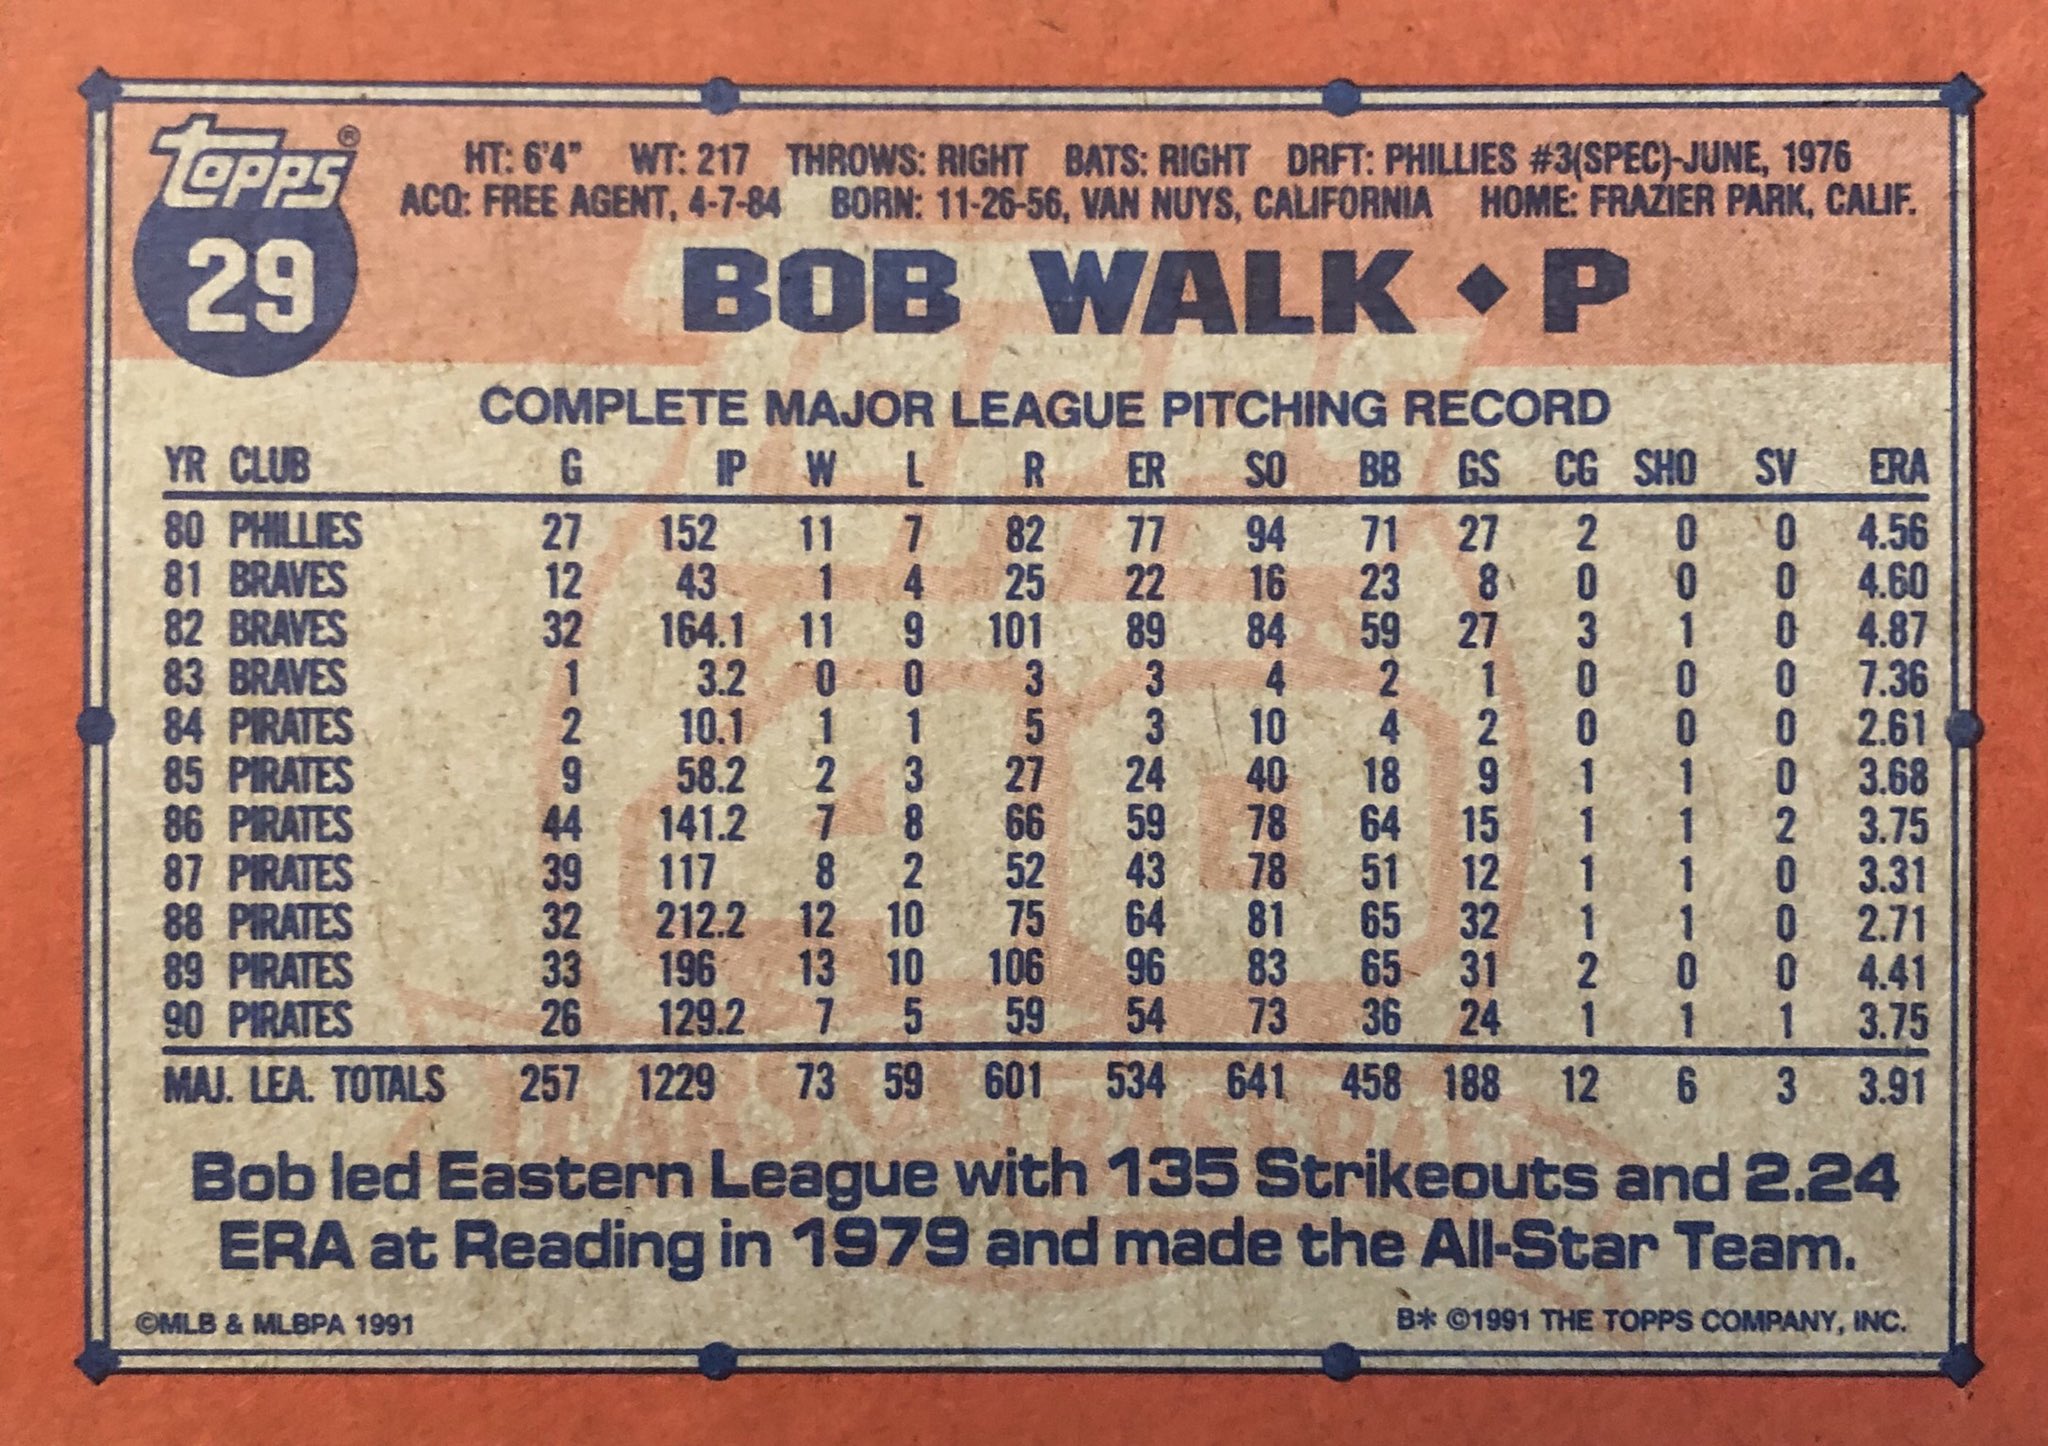 Topps®
HT: 6'4" WT: 217 THROWS: RIGHT BATS: RIGHT DRFT: PHILLIES #3(SPEC)-JUNE, 1976
ACQ: FREE AGENT, 4-7-84 BORN: 11-26-56, VAN NUYS, CALIFORNIA HOME: FRAZIER PARK, CALIF.
29
BOB WALK ♦ P
COMPLETE MAJOR LEAGUE PITCHING RECORD
YR CLUB G IP W L R ER SO BB GS CG SHO SV ERA
80 PHILLIES 27 152 11 7 82 77 94 71 27 2 0 0 4.56
81 BRAVES 12 43 1 4 25 22 16 23 8 0 0 0 4.60
82 BRAVES 32 164.1 11 9 101 89 84 59 27 3 1 0 4.87
83 BRAVES 1 3.2 0 0 3 3 4 2 1 0 0 0 7.36
84 PIRATES 2 10.1 1 1 5 3 10 4 2 0 0 0 2.61
85 PIRATES 9 58.2 2 3 27 24 40 18 9 1 1 0 3.68
86 PIRATES 44 141.2 7 8 66 59 78 64 15 1 1 2 3.75
87 PIRATES 39 117 8 2 52 43 78 51 12 1 1 0 3.31
88 PIRATES 32 212.2 12 10 75 64 81 65 32 1 1 0 2.71
89 PIRATES 33 196 13 10 106 96 83 65 31 2 0 0 4.41
90 PIRATES 26 129.2 7 5 59 54 73 36 24 1 1 1 3.75
MAJ. LEA. TOTALS 257 1229 73 59 601 534 641 458 188 12 6 3 3.91
Bob led Eastern League with 135 Strikeouts and 2.24
ERA at Reading in 1979 and made the All-Star Team.
©MLB & MLBPA 1991 B* ©1991 THE TOPPS COMPANY, INC.